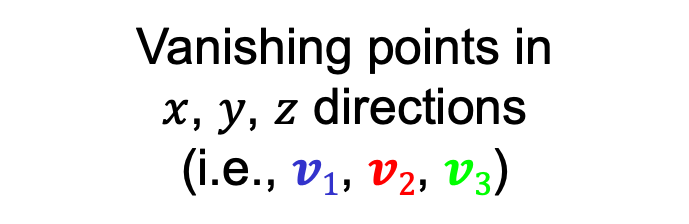 Vanishing points in
x, y, z directions
(i.e., v₁, v₂, v₃)